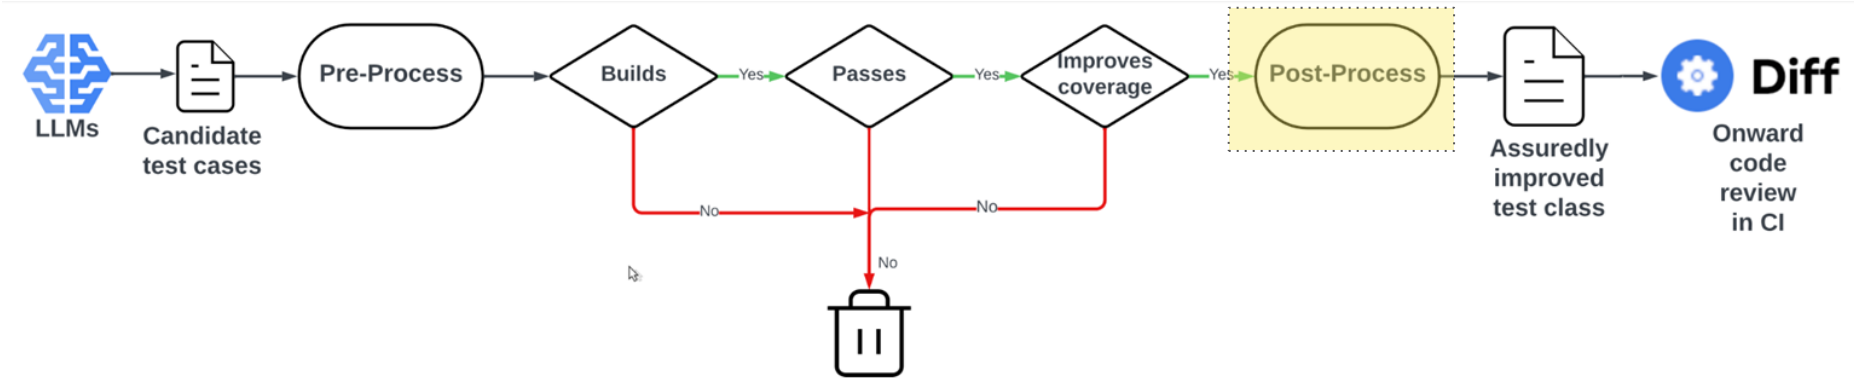 LLMs
Candidate
test cases
Pre-Process
Builds
Yes
Passes
Yes
Improves
coverage
Yes
Post-Process
Assuredly
improved
test class
Diff
Onward
code
review
in CI
No
No
No